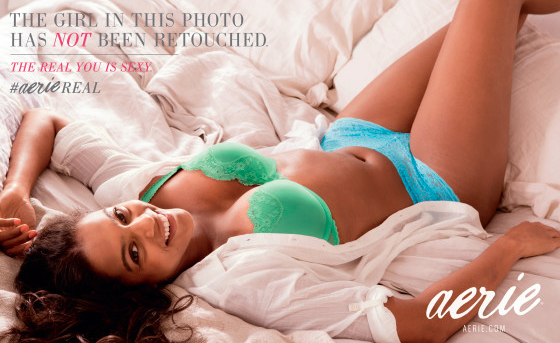 THE GIRL IN THIS PHOTO
HAS NOT BEEN RETOUCHED.
THE REAL YOU IS SEXY.
#aerieREAL
aerie
AERIE.COM